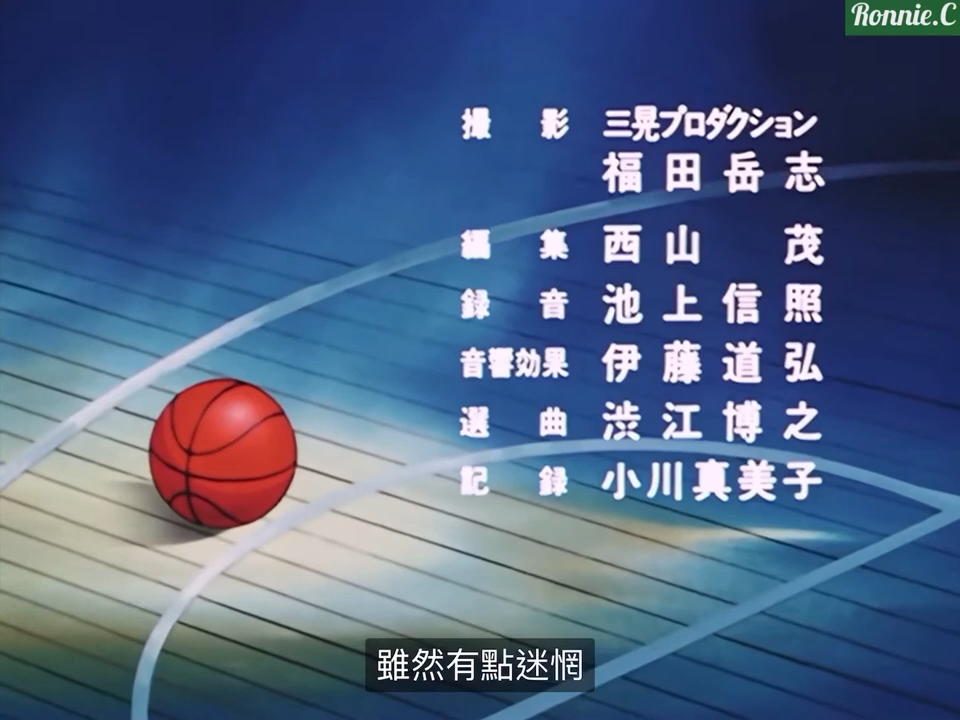 Ronnie.C
撮影 三晃プロダクション
福田岳志
編集 西山茂
録音 池上信照
音響効果 伊藤道弘
選曲 渋江博之
記録 小川真美子
雖然有點迷惘